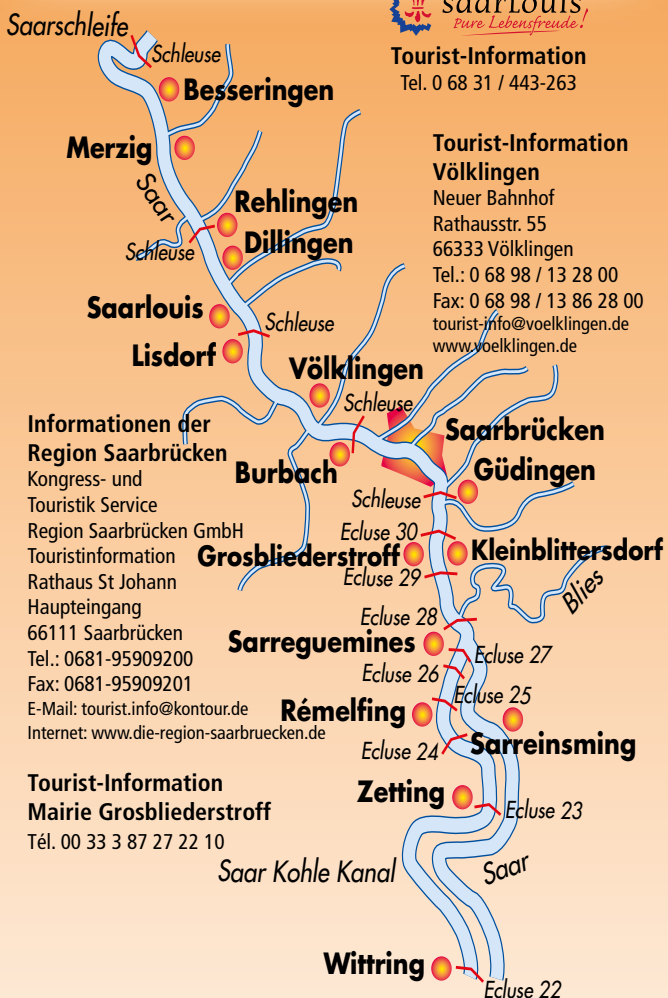 saarLouis
Pure Lebensfreude!
Tourist-Information
Tel. 0 68 31 / 443-263
Saarschleife
Schleuse
Besseringen
Merzig
Saar
Rehlingen
Schleuse
Dillingen
Saarlouis
Schleuse
Lisdorf
Tourist-Information
Völklingen
Neuer Bahnhof
Rathausstr. 55
66333 Völklingen
Tel.: 0 68 98 / 13 28 00
Fax: 0 68 98 / 13 86 28 00
tourist-info@voelklingen.de
www.voelklingen.de
Völklingen
Schleuse
Saarbrücken
Burbach
Güdingen
Schleuse
Informationen der
Region Saarbrücken
Kongress- und
Touristik Service
Region Saarbrücken GmbH
Touristinformation
Rathaus St Johann
Haupteingang
66111 Saarbrücken
Tel.: 0681-95909200
Fax: 0681-95909201
E-Mail: tourist.info@kontour.de
Internet: www.die-region-saarbruecken.de
Ecluse 30
Grosbliederstroff
Kleinblittersdorf
Ecluse 29
Blies
Ecluse 28
Sarreguemines
Ecluse 27
Ecluse 26
Ecluse 25
Rémelfing
Ecluse 24
Sarreinsming
Zetting
Ecluse 23
Tourist-Information
Mairie Grosbliederstroff
Tél. 00 33 3 87 27 22 10
Saar Kohle Kanal
Saar
Wittring
Ecluse 22